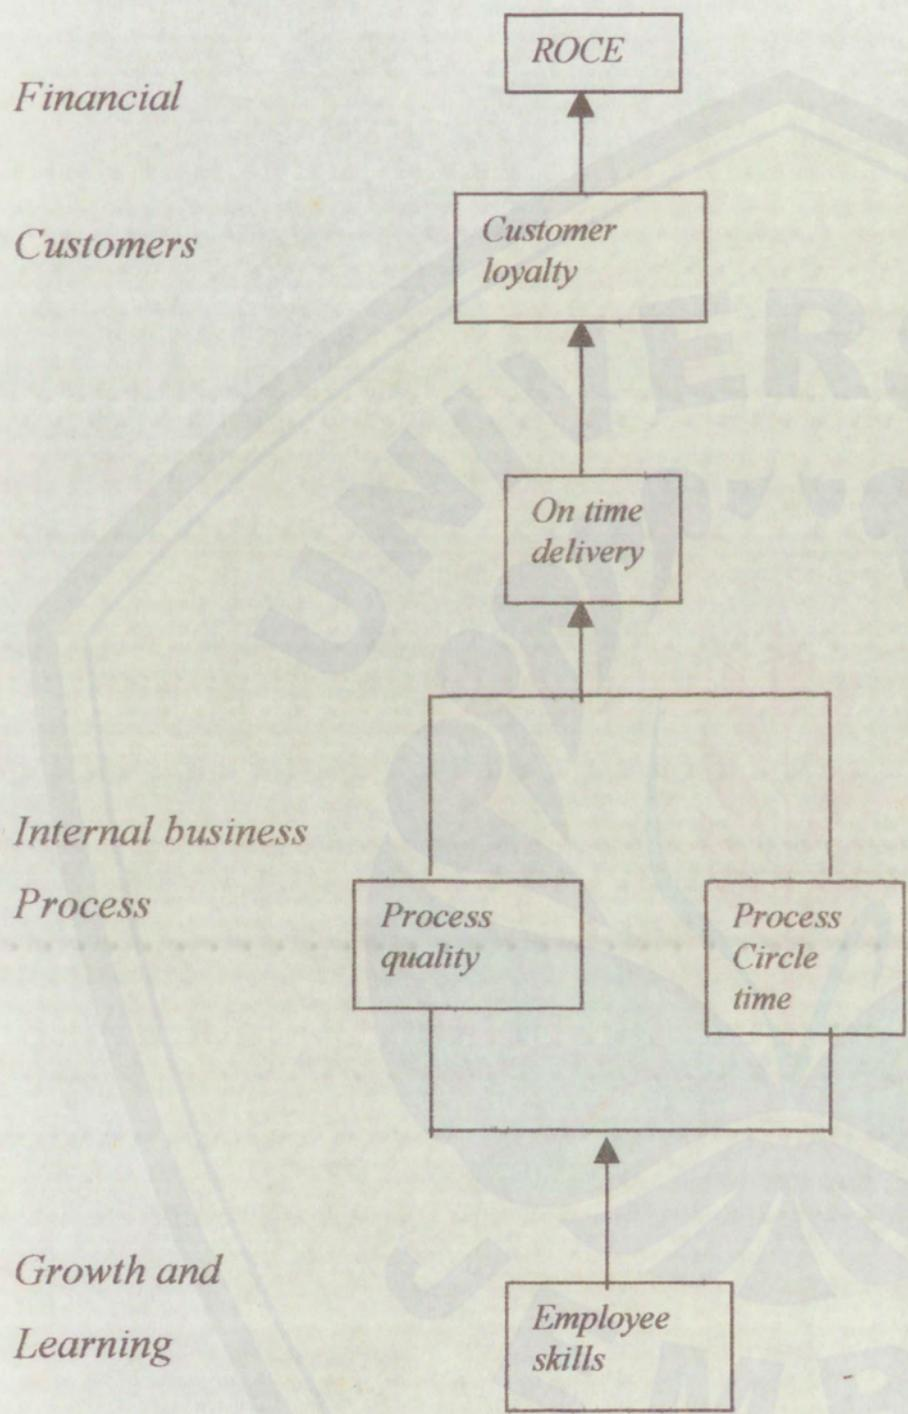 ROCE
Financial
Customers
Customer
loyalty
On time
delivery
Internal business
Process
Process
quality
Process
Circle
time
Growth and
Learning
Employee
skills
UNIVERS